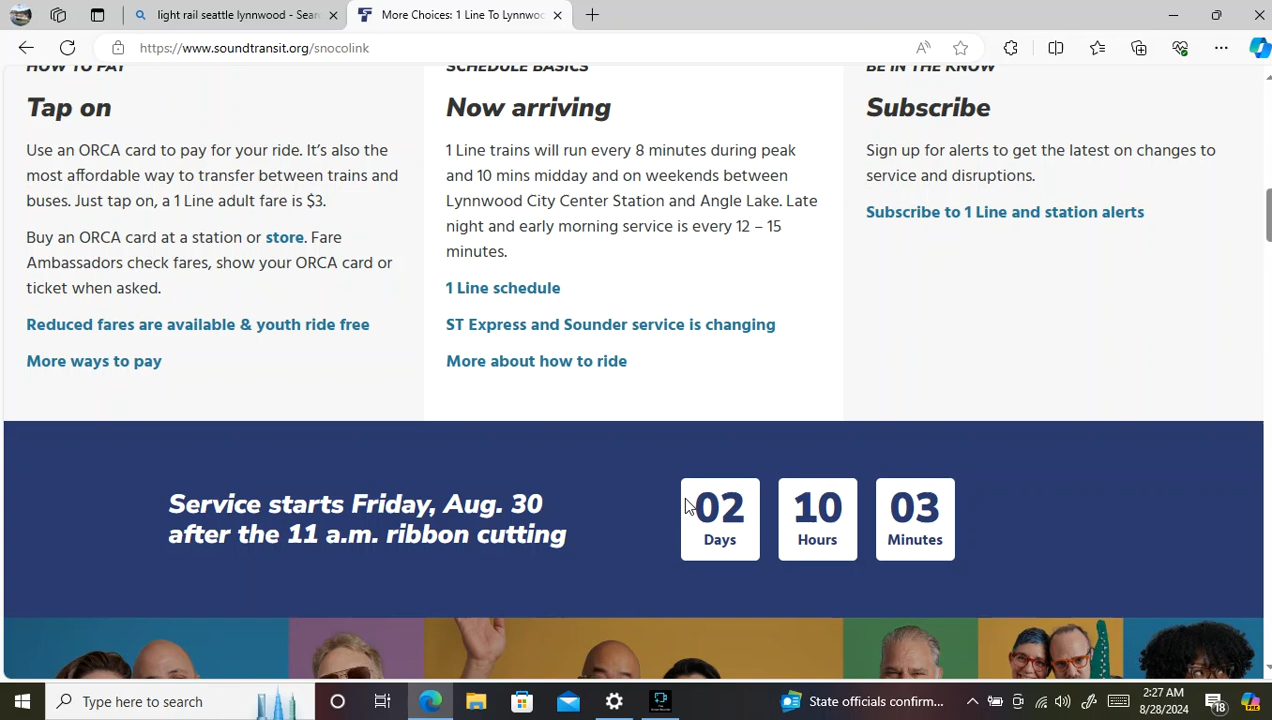 light rail seattle lynnwood - Sear
More Choices: 1 Line To Lynnwoo
https://www.soundtransit.org/snocolink
HOW TO PAY
Tap on
Use an ORCA card to pay for your ride. It's also the
most affordable way to transfer between trains and
buses. Just tap on, a 1 Line adult fare is $3.
Buy an ORCA card at a station or store. Fare
Ambassadors check fares, show your ORCA card or
ticket when asked.
Reduced fares are available & youth ride free
More ways to pay
SCHEDULE BASICS
Now arriving
1 Line trains will run every 8 minutes during peak
and 10 mins midday and on weekends between
Lynnwood City Center Station and Angle Lake. Late
night and early morning service is every 12 – 15
minutes.
1 Line schedule
ST Express and Sounder service is changing
More about how to ride
BE IN THE KNOW
Subscribe
Sign up for alerts to get the latest on changes to
service and disruptions.
Subscribe to 1 Line and station alerts
Service starts Friday, Aug. 30
after the 11 a.m. ribbon cutting
02
Days
10
Hours
03
Minutes
Type here to search
State officials confirm...
2:27 AM
8/28/2024
18